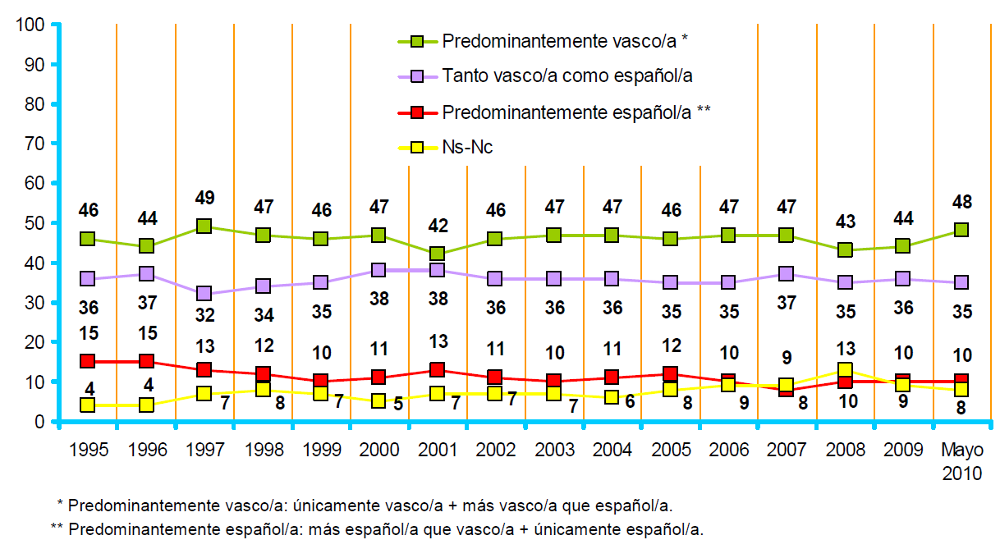 100
90
80
70
60
50
40
30
20
10
0
Predominantemente vasco/a *
Tanto vasco/a como español/a
Predominantemente español/a **
Ns-Nc
46 44 49 47 46 47 42 46 47 47 46 47 47 43 44 48
36 37 32 34 35 38 38 36 36 36 35 35 37 35 36 35
15 15 13 12 10 11 13 11 10 11 12 10 9 13 10 10
4 4 7 8 7 5 7 7 7 6 8 9 8 10 9 8
1995 1996 1997 1998 1999 2000 2001 2002 2003 2004 2005 2006 2007 2008 2009 Mayo
2010
* Predominantemente vasco/a: únicamente vasco/a + más vasco/a que español/a.
** Predominantemente español/a: más español/a que vasco/a + únicamente español/a.